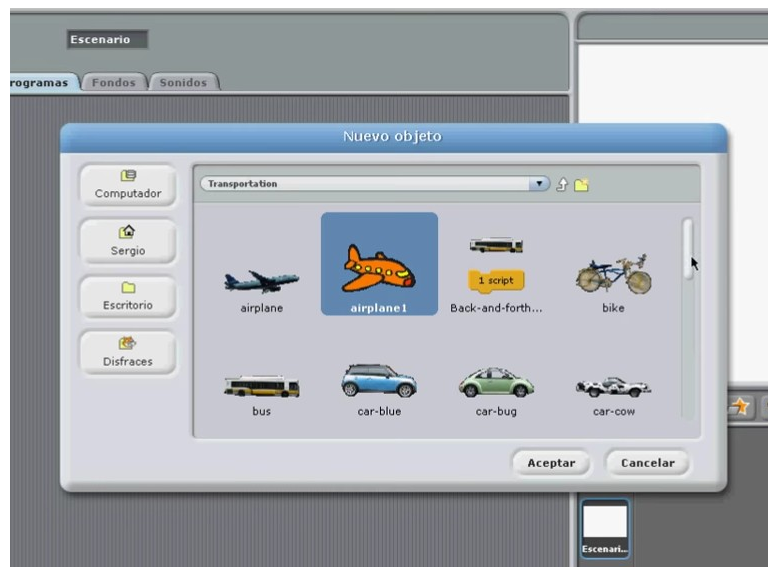 Escenario
rogramas Fondos Sonidos
Nuevo objeto
Computador
Sergio
Escritorio
Disfraces
Transportation
airplane airplane1 Back-and-forth... bike
1 script
bus car-blue car-bug car-cow
Aceptar Cancelar
Escenari...